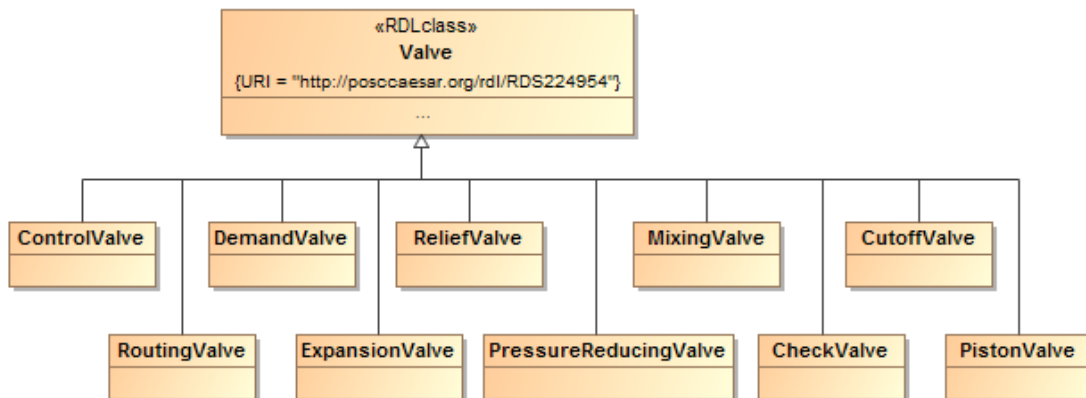 «RDLclass»
Valve
{URI = "http://posccaesar.org/rdl/RDS224954"}
...
ControlValve
DemandValve
ReliefValve
MixingValve
CutoffValve
RoutingValve
ExpansionValve
PressureReducingValve
CheckValve
PistonValve